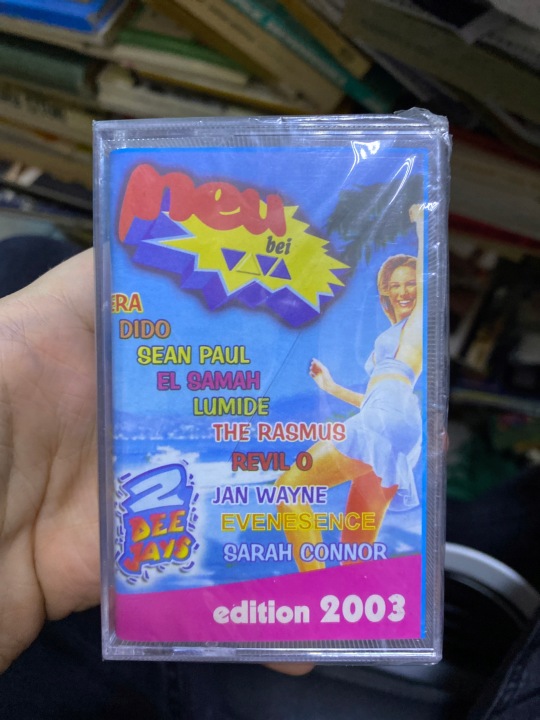 neu
bei
VIVA
ERA
DIDO
SEAN PAUL
EL SAMAH
LUMIDE
THE RASMUS
REVIL O
JAN WAYNE
EVENESENCE
SARAH CONNOR
2
DEE
JAYS
edition 2003